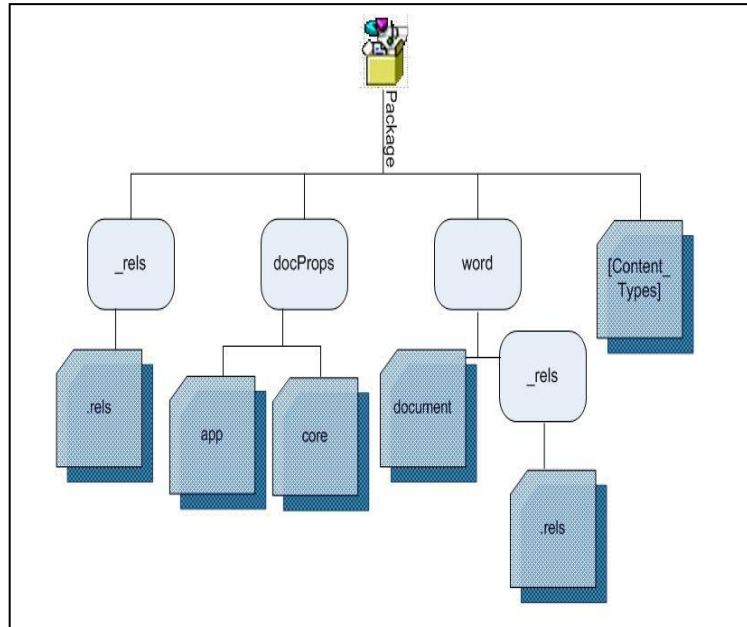 Package
_rels
docProps
word
[Content_
Types]
.rels
app
core
document
_rels
.rels